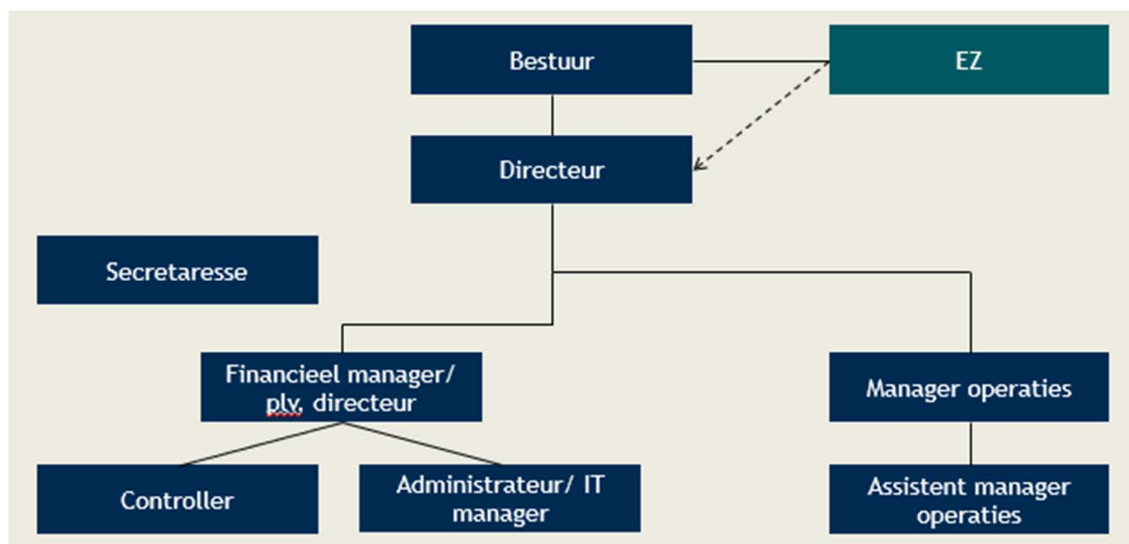 Bestuur
EZ
Directeur
Secretaresse
Financieel manager/
plv. directeur
Manager operaties
Controller
Administrateur/ IT
manager
Assistent manager
operaties